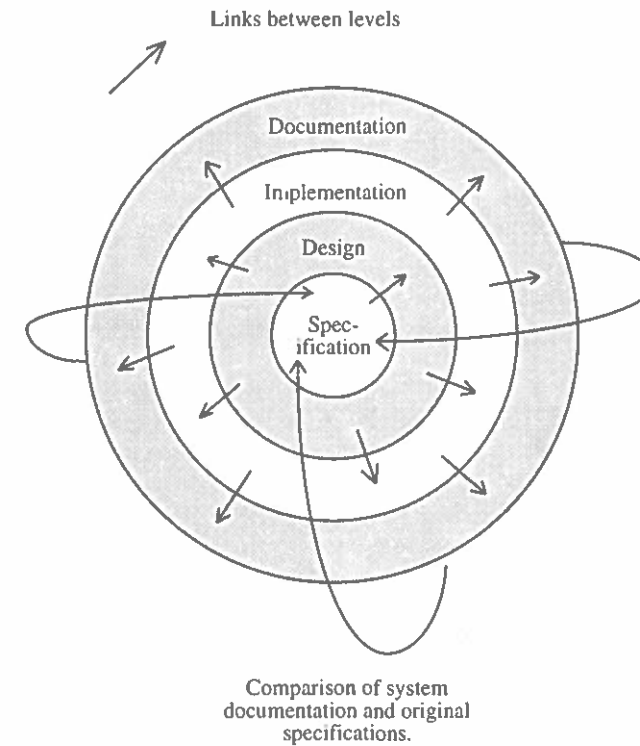 Links between levels
Documentation
Implementation
Design
Spec-
ification
Comparison of system
documentation and original
specifications.